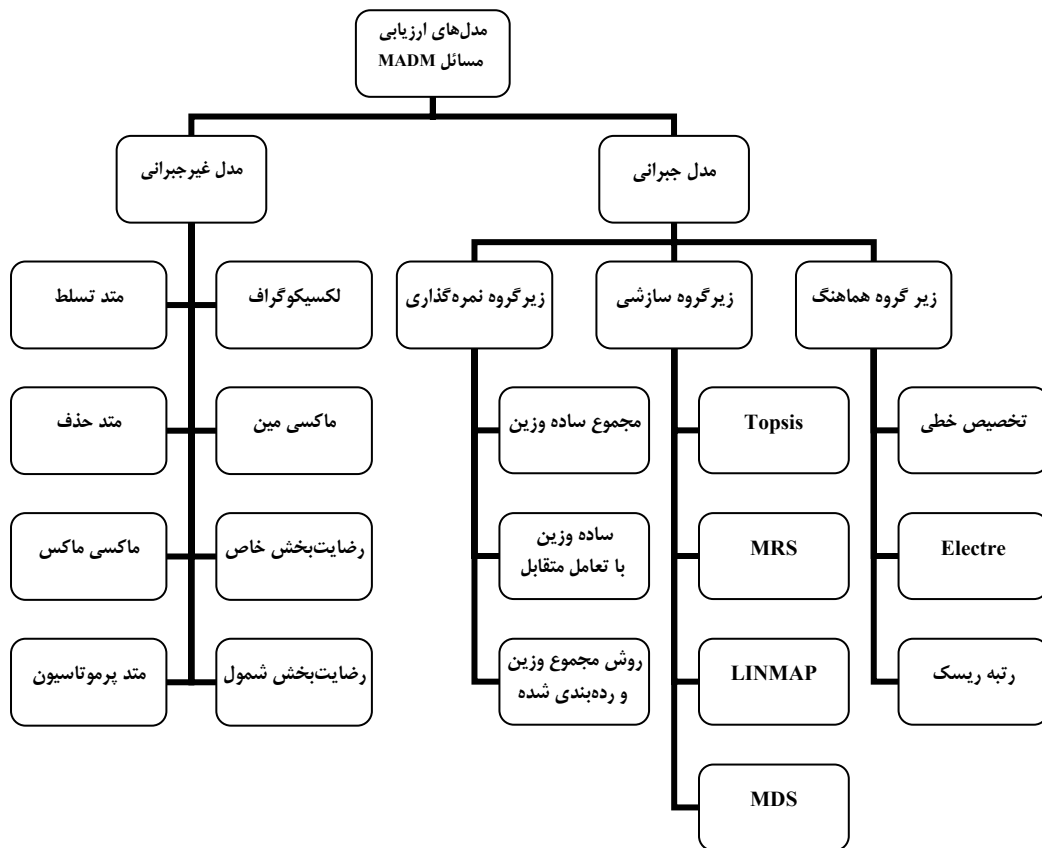 مدل‌های ارزیابی
مسائل MADM
مدل جبرانی
مدل غیرجبرانی
زیر گروه هماهنگ
زیرگروه سازشی
زیرگروه نمره‌گذاری
لکسیکوگراف
متد تسلط
تخصیص خطی
Topsis
مجموع ساده وزین
ماکسی مین
متد حذف
Electre
MRS
ساده وزین
با تعامل متقابل
رضایت‌بخش خاص
ماکسی ماکس
رتبه ریسک
LINMAP
روش مجموع وزین
و رده‌بندی شده
رضایت‌بخش شمول
متد پرموتاسیون
MDS